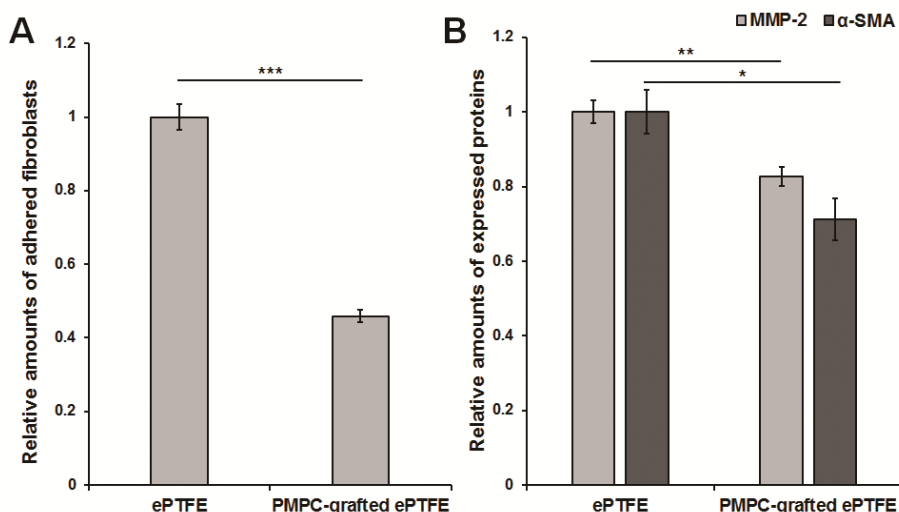 A
Relative amounts of adhered fibroblasts
1.2
1
0.8
0.6
0.4
0.2
0
***
ePTFE
PMPC-grafted ePTFE
B
MMP-2
α-SMA
Relative amounts of expressed proteins
1.2
1
0.8
0.6
0.4
0.2
0
**
*
ePTFE
PMPC-grafted ePTFE